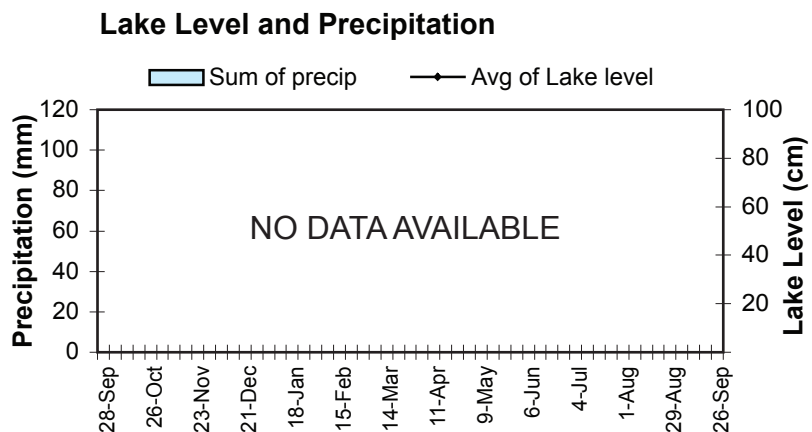 Lake Level and Precipitation
Sum of precip
Avg of Lake level
Precipitation (mm)
120
100
80
60
40
20
0
NO DATA AVAILABLE
100
80
60
40
20
Lake Level (cm)
28-Sep
26-Oct
23-Nov
21-Dec
18-Jan
15-Feb
14-Mar
11-Apr
9-May
6-Jun
4-Jul
1-Aug
29-Aug
26-Sep